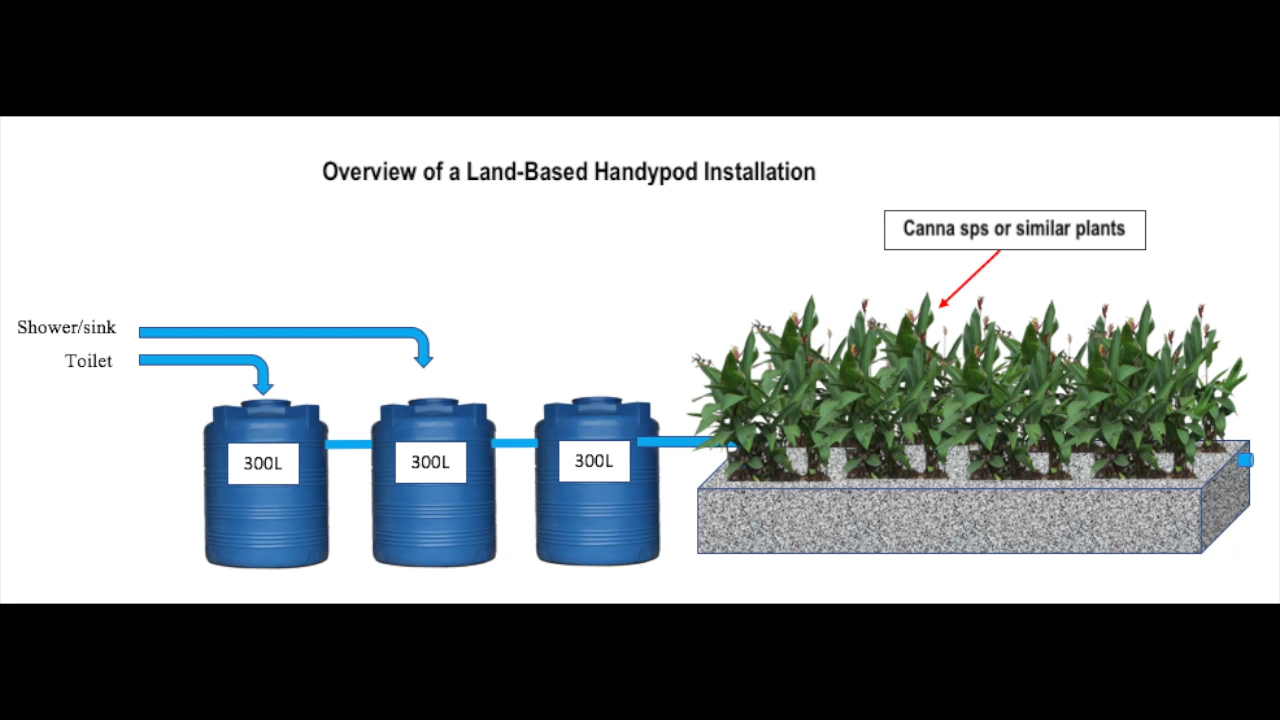 Overview of a Land-Based Handypod Installation
Canna sps or similar plants
Shower/sink
Toilet
300L
300L
300L